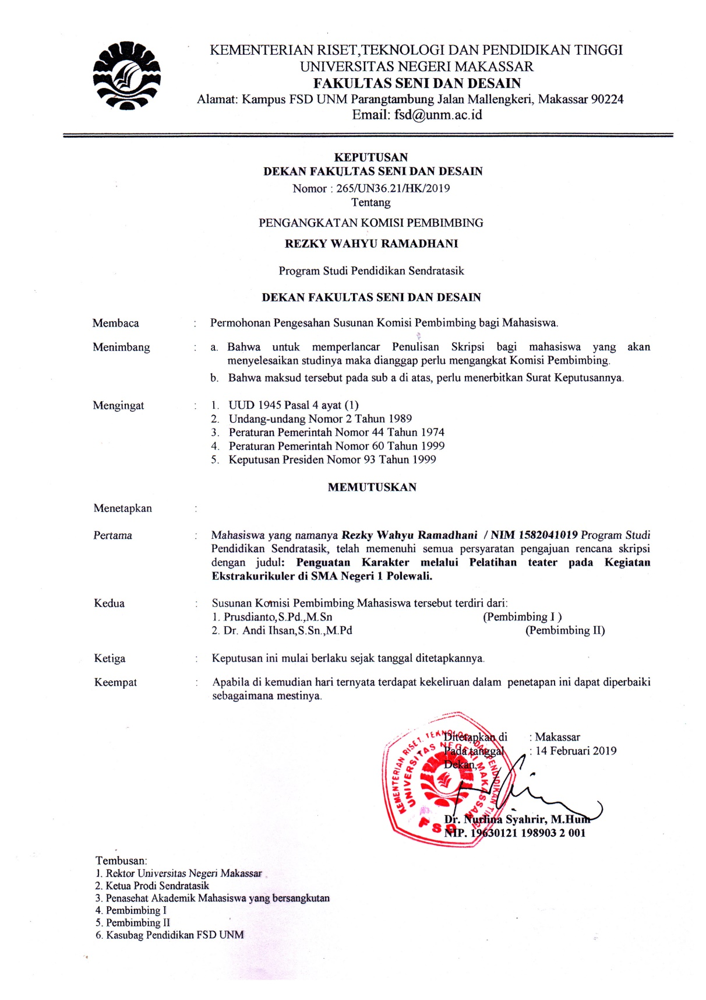 KEMENTERIAN RISET,TEKNOLOGI DAN PENDIDIKAN TINGGI
UNIVERSITAS NEGERI MAKASSAR
FAKULTAS SENI DAN DESAIN
Alamat: Kampus FSD UNM Parangtambung Jalan Mallengkeri, Makassar 90224
Email: fsd@unm.ac.id
KEPUTUSAN
DEKAN FAKULTAS SENI DAN DESAIN
Nomor : 265/UN36.21/HK/2019
Tentang
PENGANGKATAN KOMISI PEMBIMBING
REZKY WAHYU RAMADHANI
Program Studi Pendidikan Sendratasik
DEKAN FAKULTAS SENI DAN DESAIN
Membaca : Permohonan Pengesahan Susunan Komisi Pembimbing bagi Mahasiswa.
Menimbang : a. Bahwa untuk memperlancar Penulisan Skripsi bagi mahasiswa yang akan
menyelesaikan studinya maka dianggap perlu mengangkat Komisi Pembimbing.
b. Bahwa maksud tersebut pada sub a di atas, perlu menerbitkan Surat Keputusannya.
Mengingat : 1. UUD 1945 Pasal 4 ayat (1)
2. Undang-undang Nomor 2 Tahun 1989
3. Peraturan Pemerintah Nomor 44 Tahun 1974
4. Peraturan Pemerintah Nomor 60 Tahun 1999
5. Keputusan Presiden Nomor 93 Tahun 1999
MEMUTUSKAN
Menetapkan :
Pertama : Mahasiswa yang namanya Rezky Wahyu Ramadhani / NIM 1582041019 Program Studi
Pendidikan Sendratasik, telah memenuhi semua persyaratan pengajuan rencana skripsi
dengan judul: Penguatan Karakter melalui Pelatihan teater pada Kegiatan
Ekstrakurikuler di SMA Negeri 1 Polewali.
Kedua : Susunan Komisi Pembimbing Mahasiswa tersebut terdiri dari:
1. Prusdianto,S.Pd.,M.Sn (Pembimbing I )
2. Dr. Andi Ihsan,S.Sn.,M.Pd (Pembimbing II)
Ketiga : Keputusan ini mulai berlaku sejak tanggal ditetapkannya.
Keempat : Apabila di kemudian hari ternyata terdapat kekeliruan dalam penetapan ini dapat diperbaiki
sebagaimana mestinya.
Ditetapkan di : Makassar
Pada tanggal : 14 Februari 2019
Dekan,
KEMENTERIAN RISET, TEKNOLOGI, DAN PENDIDIKAN TINGGI
UNIVERSITAS NEGERI MAKASSAR
FSD
Dr. Nurlina Syahrir, M.Hum
NIP. 19630121 198903 2 001
Tembusan:
1. Rektor Universitas Negeri Makassar
2. Ketua Prodi Sendratasik
3. Penasehat Akademik Mahasiswa yang bersangkutan
4. Pembimbing I
5. Pembimbing II
6. Kasubag Pendidikan FSD UNM